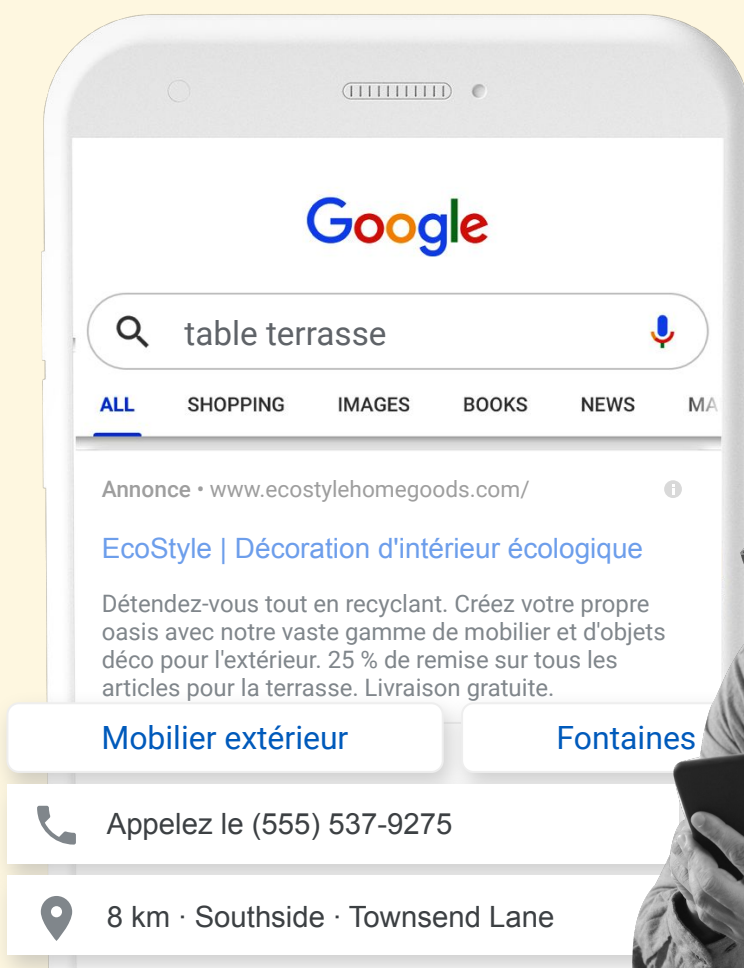 Google
table terrasse
ALL SHOPPING IMAGES BOOKS NEWS MA
Annonce • www.ecostylehomegoods.com/
EcoStyle | Décoration d'intérieur écologique
Détendez-vous tout en recyclant. Créez votre propre
oasis avec notre vaste gamme de mobilier et d'objets
déco pour l'extérieur. 25 % de remise sur tous les
articles pour la terrasse. Livraison gratuite.
Mobilier extérieur Fontaines
Appelez le (555) 537-9275
8 km · Southside · Townsend Lane